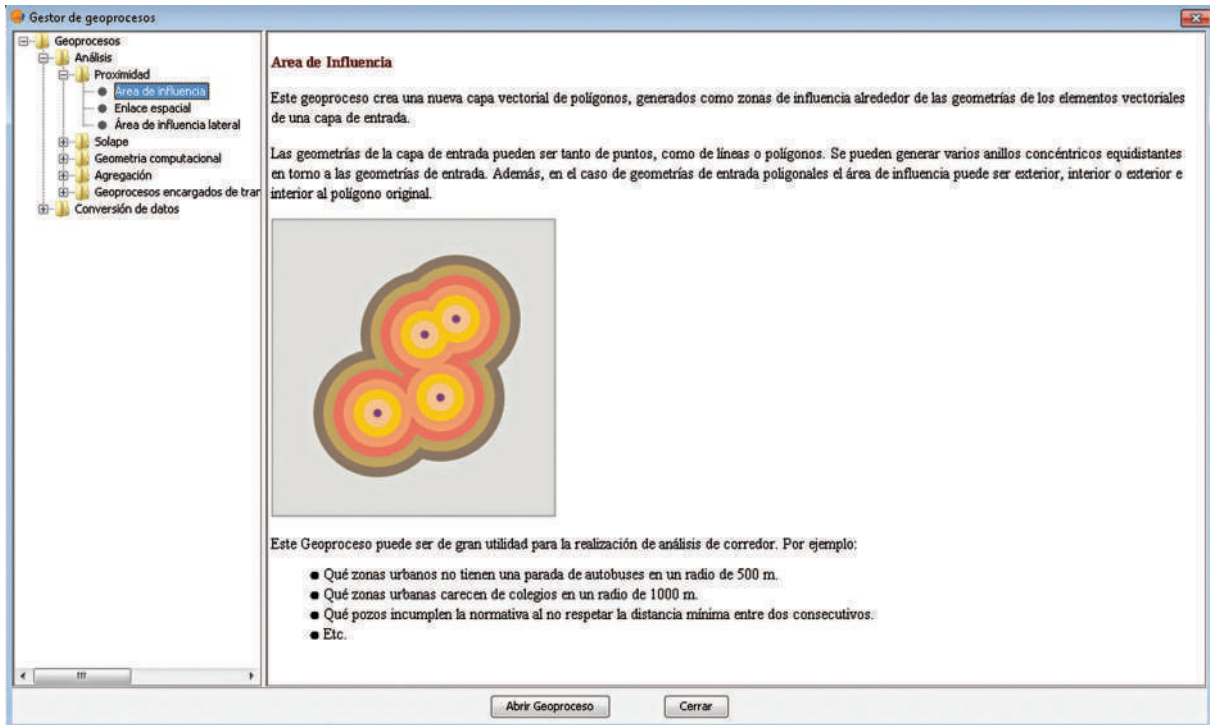 Gestor de geoprocesos
Geoprocesos
Análisis
Proximidad
Área de influencia
Enlace espacial
Área de influencia lateral
Solape
Geometría computacional
Agregación
Geoprocesos encargados de tran
Conversión de datos
Area de Influencia
Este geoproceso crea una nueva capa vectorial de polígonos, generados como zonas de influencia alrededor de las geometrías de los elementos vectoriales
de una capa de entrada.
Las geometrías de la capa de entrada pueden ser tanto de puntos, como de líneas o polígonos. Se pueden generar varios anillos concéntricos equidistantes
en torno a las geometrías de entrada. Además, en el caso de geometrías de entrada poligonales el área de influencia puede ser exterior, interior o exterior e
interior al polígono original.
Este Geoproceso puede ser de gran utilidad para la realización de análisis de corredor. Por ejemplo:
Qué zonas urbanos no tienen una parada de autobuses en un radio de 500 m.
Qué zonas urbanas carecen de colegios en un radio de 1000 m.
Qué pozos incumplen la normativa al no respetar la distancia mínima entre dos consecutivos.
Etc.
Abrir Geoproceso
Cerrar